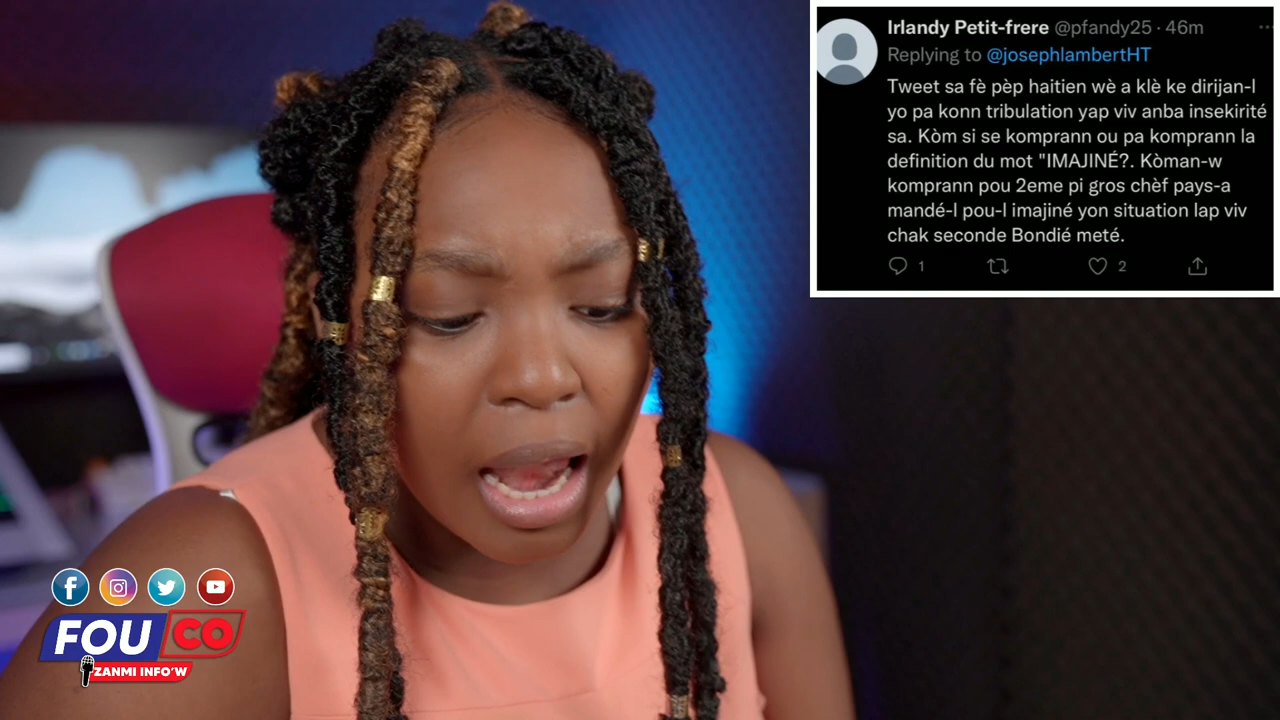 Irlandy Petit-frere @pfandy25 · 46m
Replying to @josephlambertHT
Tweet sa fè pèp haitien wè a klè ke dirijan-l
yo pa konn tribulation yap viv anba insekirité
sa. Kòm si se komprann ou pa komprann la
definition du mot "IMAJINÉ?. Kòman-w
komprann pou 2eme pi gros chèf pays-a
mandé-l pou-l imajiné yon situation lap viv
chak seconde Bondié meté.
1 2
FOUCO
ZANMI INFO'W